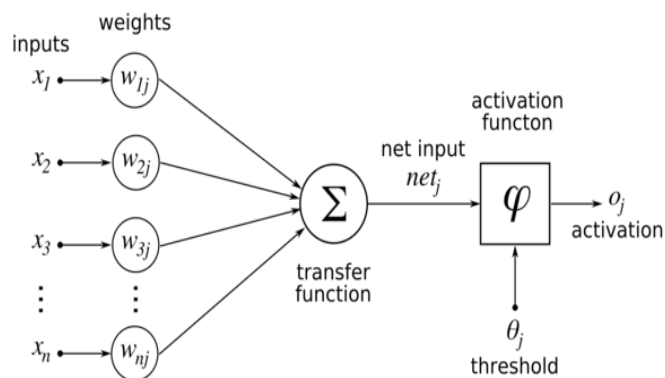 inputs
weights
x1
w1j
x2
w2j
x3
w3j
⋮
⋮
xn
wnj
Σ
transfer
function
net input
netj
activation
functon
φ
oj
activation
θj
threshold